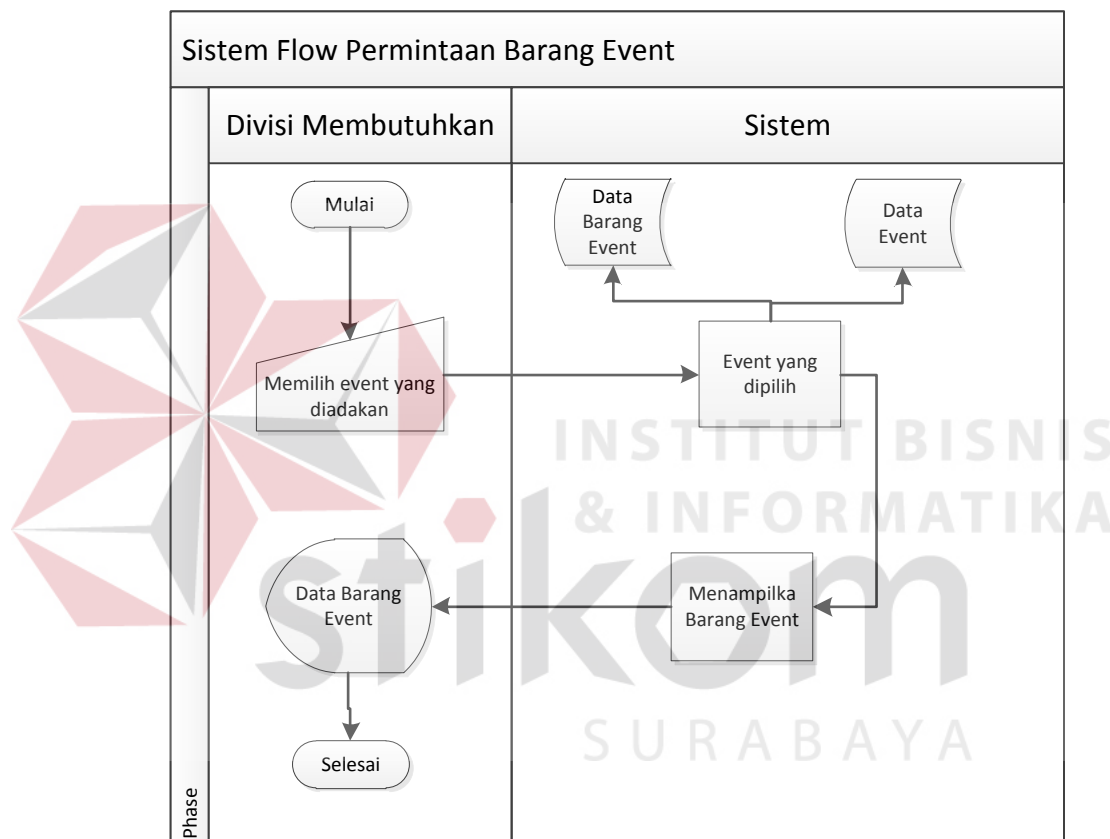 Sistem Flow Permintaan Barang Event
Divisi Membutuhkan
Sistem
Mulai
Data
Barang
Event
Data
Event
Memilih event yang
diadakan
Event yang
dipilih
INSTITUT BISNIS
& INFORMATIKA
stikom
SURABAYA
Data Barang
Event
Menampilka
Barang Event
Selesai
Phase